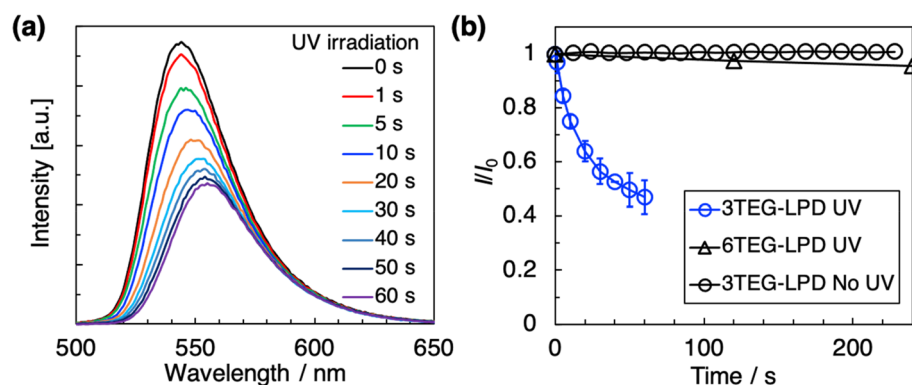 (a)
UV irradiation
0 s
1 s
5 s
10 s
20 s
30 s
40 s
50 s
60 s
Intensity [a.u.]
500 550 600 650
Wavelength / nm
(b)
1
0.8
0.6
0.4
0.2
0
I/I0
3TEG-LPD UV
6TEG-LPD UV
3TEG-LPD No UV
0 100 200
Time / s